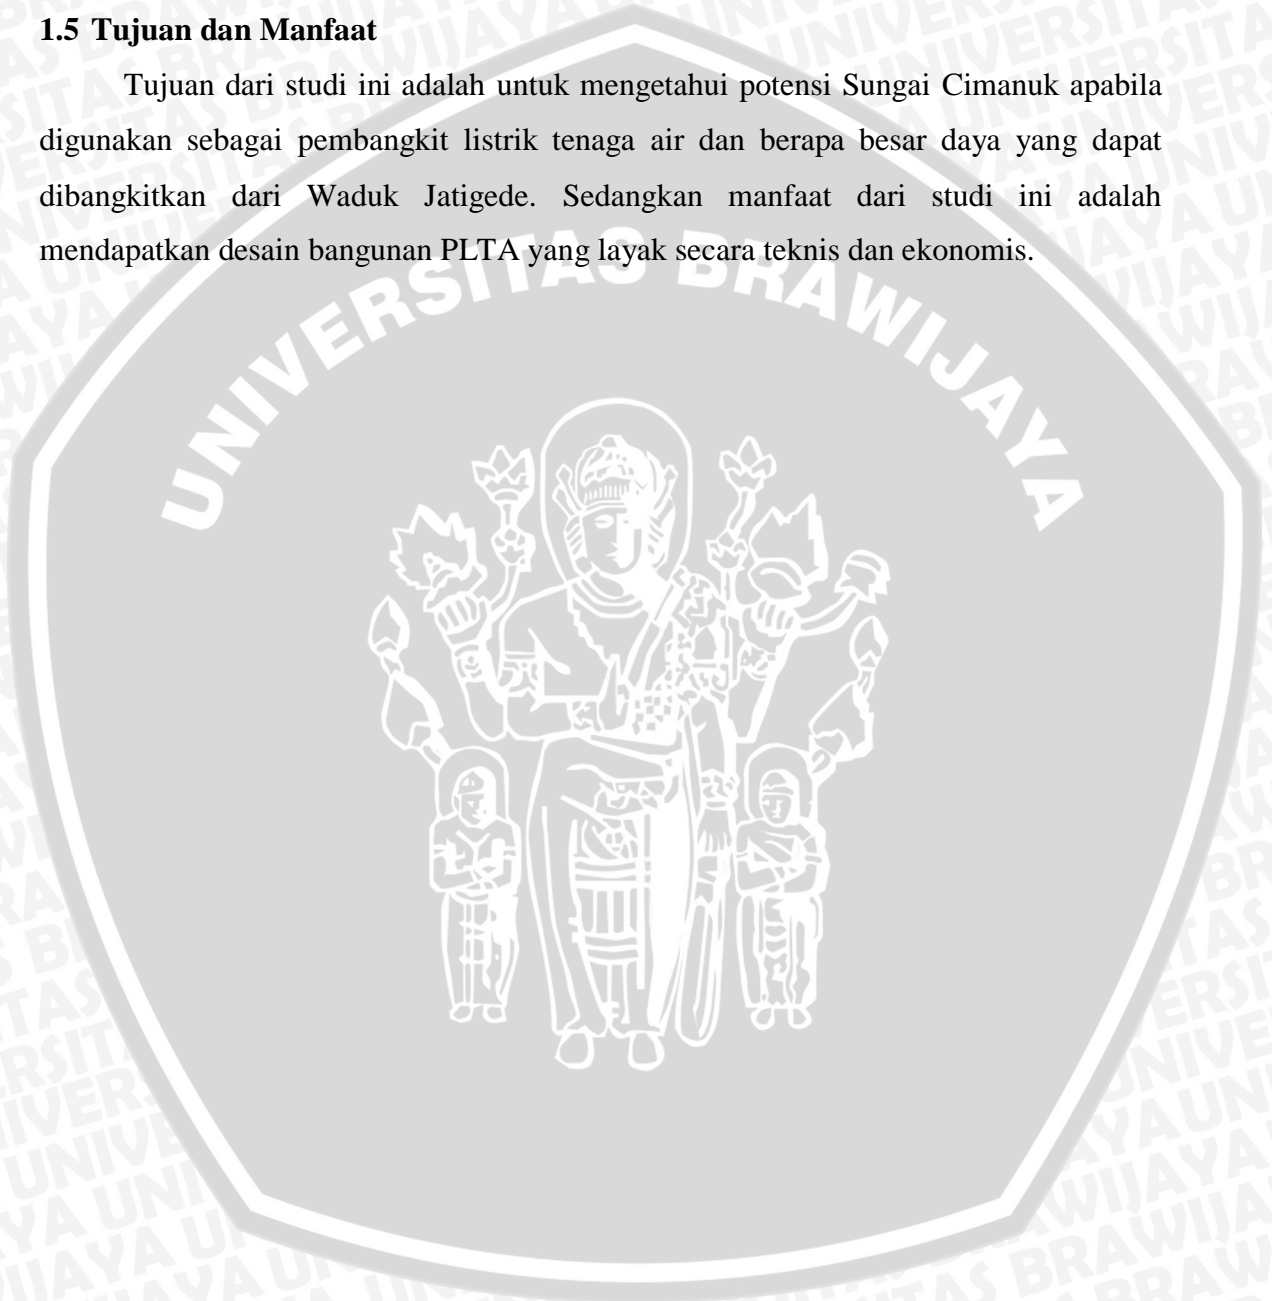 1.5 Tujuan dan Manfaat
Tujuan dari studi ini adalah untuk mengetahui potensi Sungai Cimanuk apabila
digunakan sebagai pembangkit listrik tenaga air dan berapa besar daya yang dapat
dibangkitkan dari Waduk Jatigede. Sedangkan manfaat dari studi ini adalah
mendapatkan desain bangunan PLTA yang layak secara teknis dan ekonomis.
UNIVERSITAS BRAWIJAYA